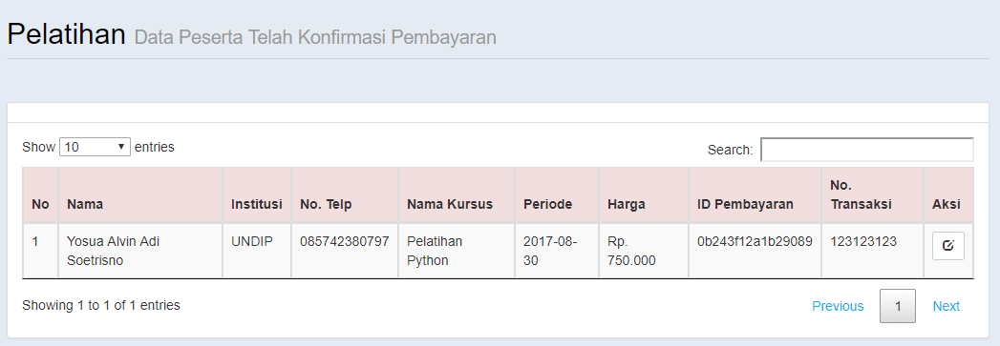 Pelatihan Data Peserta Telah Konfirmasi Pembayaran
Show 10 entries
Search:
No Nama Institusi No. Telp Nama Kursus Periode Harga ID Pembayaran No. Transaksi Aksi
1 Yosua Alvin Adi Soetrisno UNDIP 085742380797 Pelatihan Python 2017-08-30 Rp. 750.000 0b243f12a1b29089 123123123
Showing 1 to 1 of 1 entries
Previous 1 Next